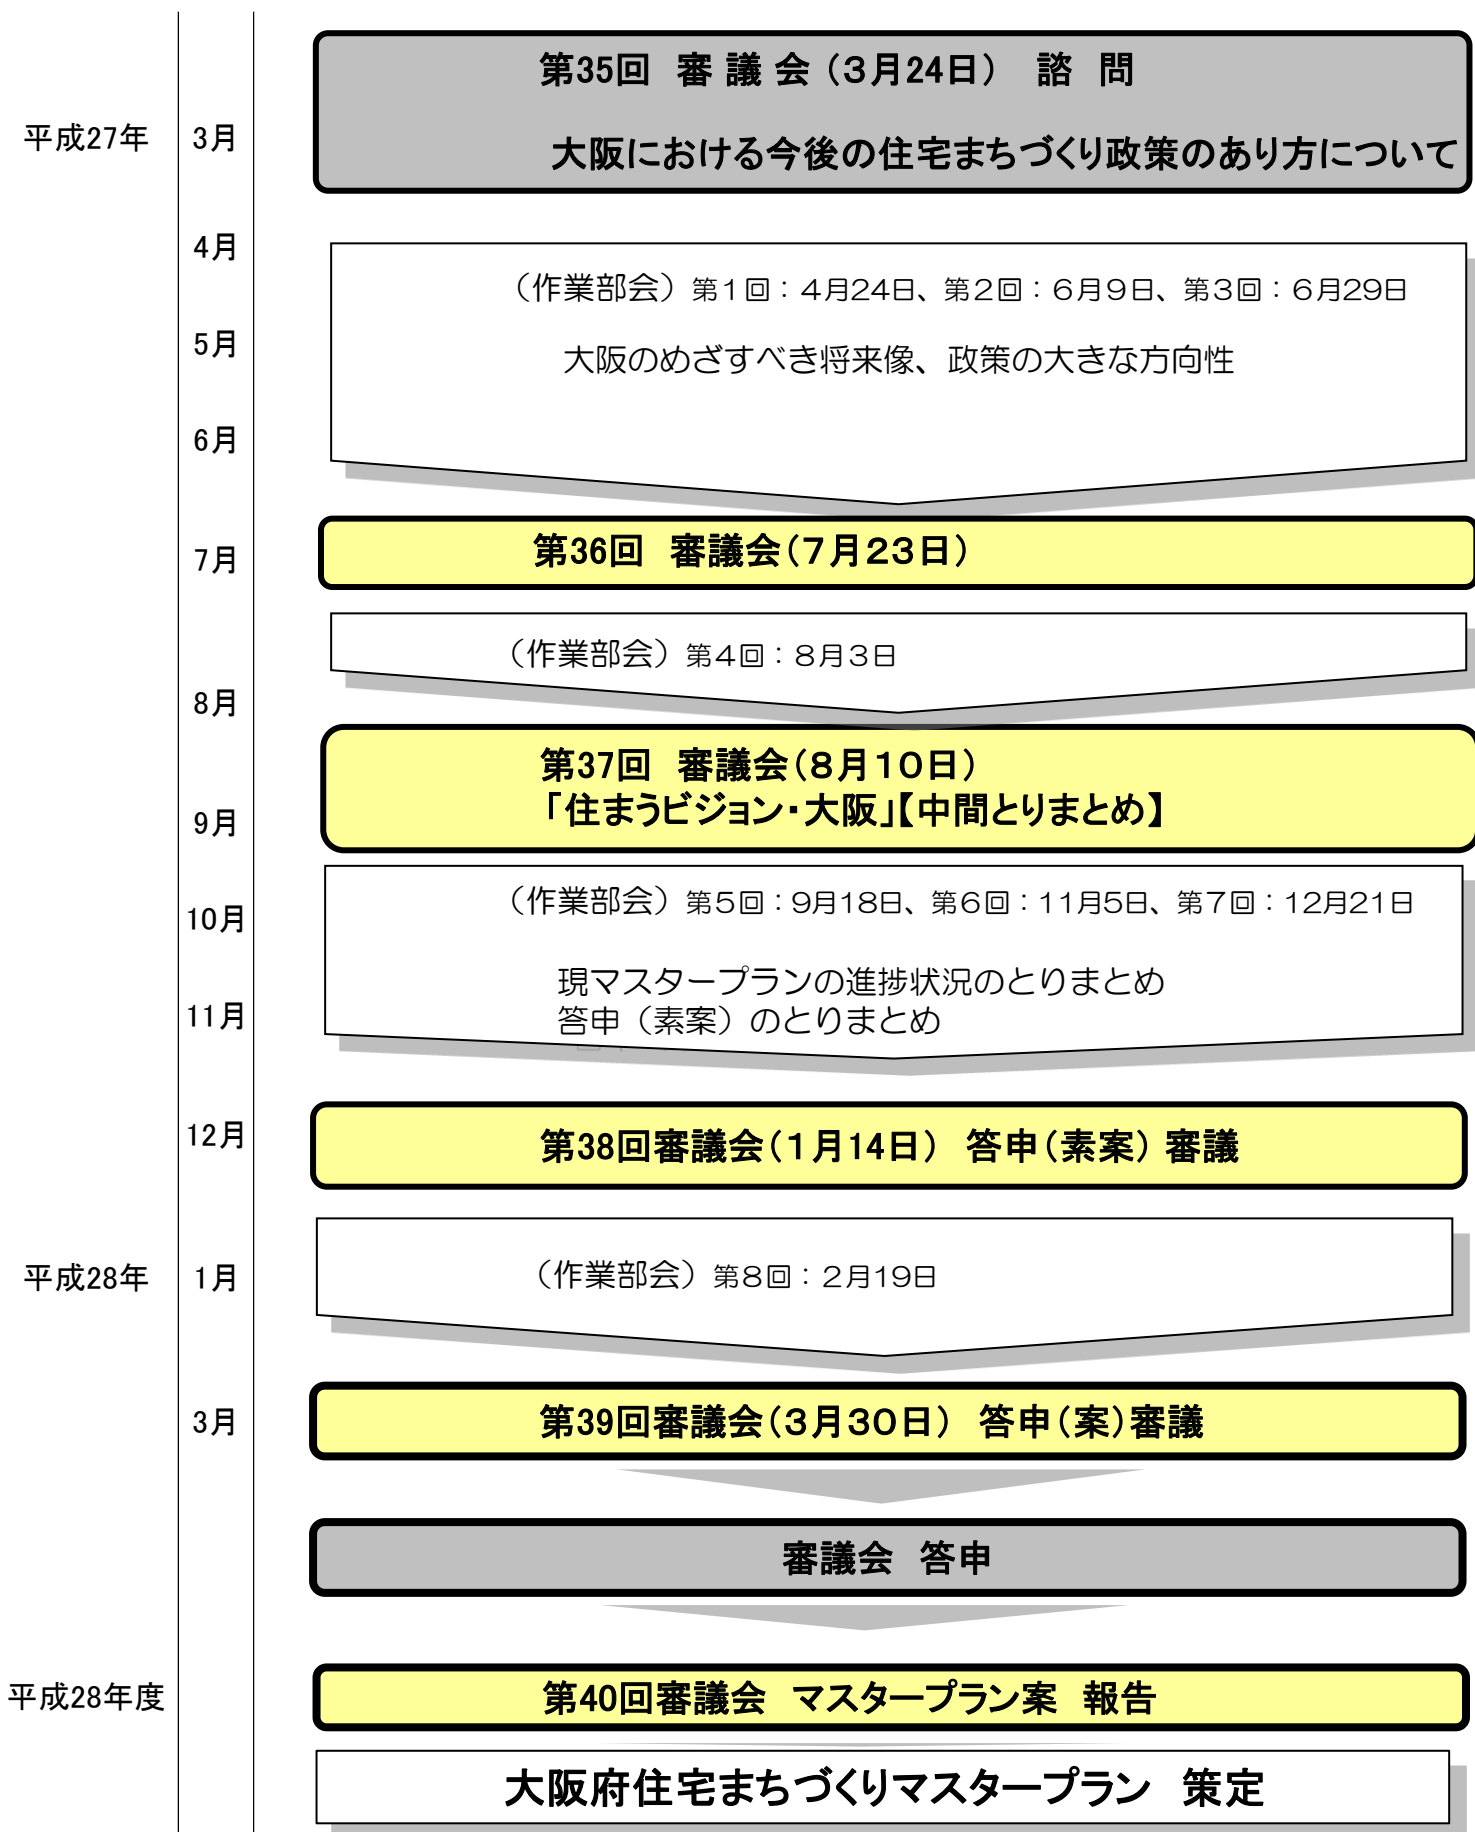 第35回 審 議 会（３月24日） 諮 問
平成27年 3月
大阪における今後の住宅まちづくり政策のあり方について
4月
（作業部会）第１回：４月24日、第２回：６月９日、第３回：６月29日
5月
大阪のめざすべき将来像、政策の大きな方向性
6月
第36回 審議会（７月２３日）
7月
（作業部会）第４回：８月３日
8月
第37回 審議会（８月１０日）
「住まうビジョン・大阪」【中間とりまとめ】
9月
（作業部会）第５回：９月18日、第６回：11月５日、第７回：12月21日
10月
現マスタープランの進捗状況のとりまとめ
11月
答申（素案）のとりまとめ
12月
第38回審議会（１月14日） 答申（素案） 審議
平成28年 1月
（作業部会）第８回：２月19日
3月
第39回審議会（３月３０日） 答申（案）審議
審議会 答申
平成28年度
第40回審議会 マスタープラン案 報告
大阪府住宅まちづくりマスタープラン 策定